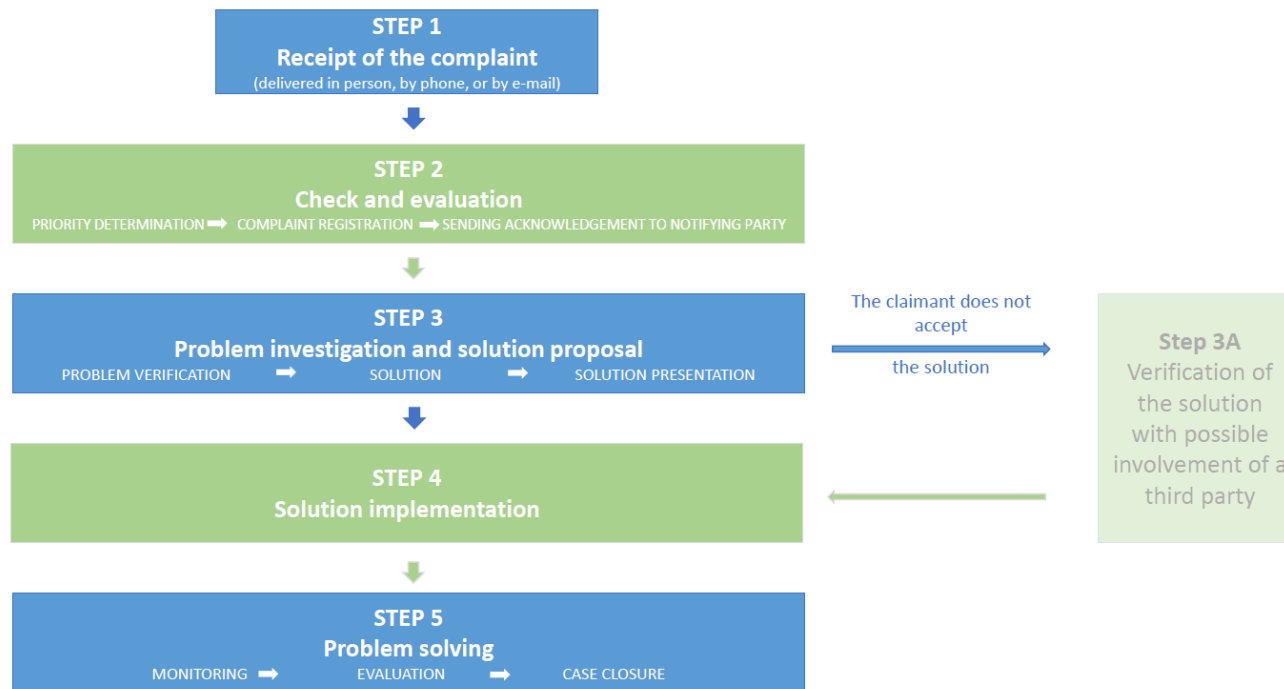 STEP 1
Receipt of the complaint
(delivered in person, by phone, or by e-mail)
STEP 2
Check and evaluation
PRIORITY DETERMINATION COMPLAINT REGISTRATION SENDING ACKNOWLEDGEMENT TO NOTIFYING PARTY
STEP 3
Problem investigation and solution proposal
PROBLEM VERIFICATION SOLUTION SOLUTION PRESENTATION
The claimant does not
accept
the solution
Step 3A
Verification of
the solution
with possible
involvement of a
third party
STEP 4
Solution implementation
STEP 5
Problem solving
MONITORING EVALUATION CASE CLOSURE